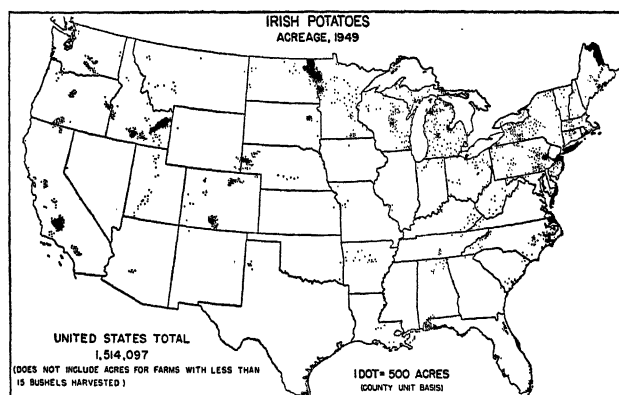 IRISH POTATOES
ACREAGE, 1949
UNITED STATES TOTAL
1,514,097
(DOES NOT INCLUDE ACRES FOR FARMS WITH LESS THAN
15 BUSHELS HARVESTED)
1 DOT= 500 ACRES
(COUNTY UNIT BASIS)